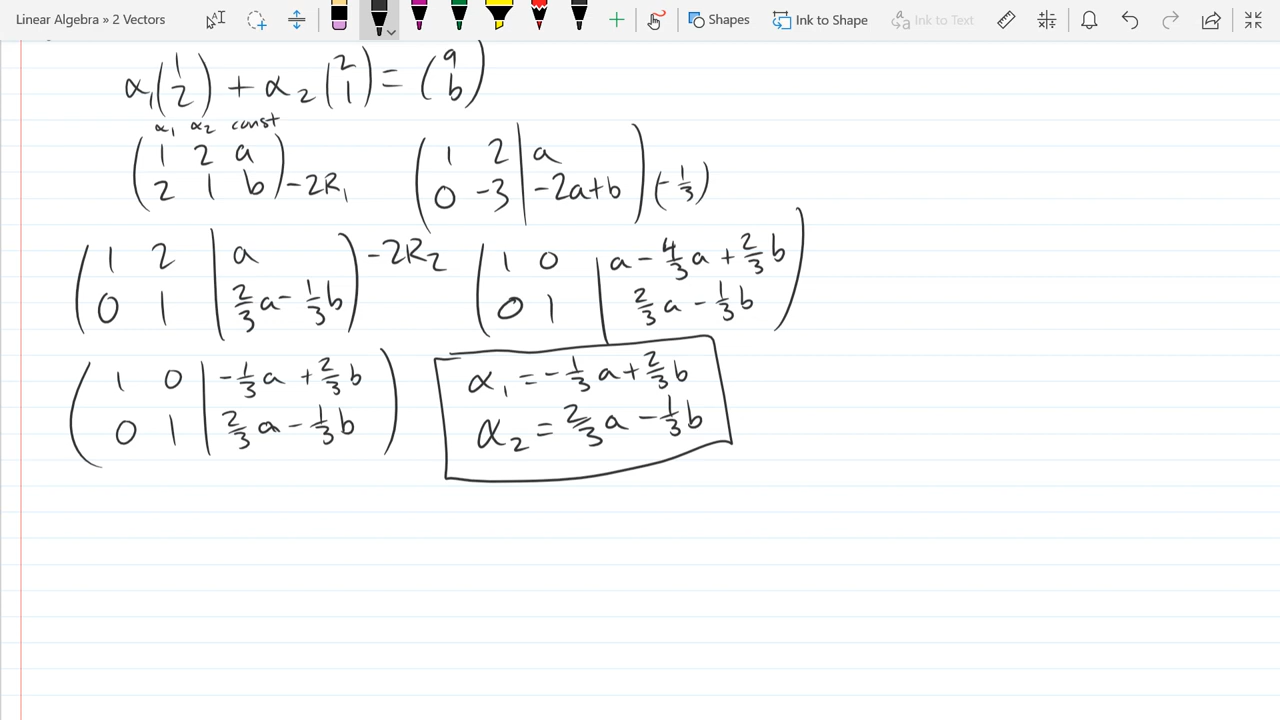 Linear Algebra » 2 Vectors Shapes Ink to Shape Ink to Text
α₁(1 2) + α₂(2 1) = (a b)
α₁ α₂ const
(1 2 a
2 1 b) -2R₁
(1 2 | a
0 -3 | -2a+b) (-1/3)
(1 2 | a
0 1 | 2/3a - 1/3b) -2R₂
(1 0 | a - 4/3a + 2/3b
0 1 | 2/3a - 1/3b)
(1 0 | -1/3a + 2/3b
0 1 | 2/3a - 1/3b)
α₁ = -1/3a + 2/3b
α₂ = 2/3a - 1/3b